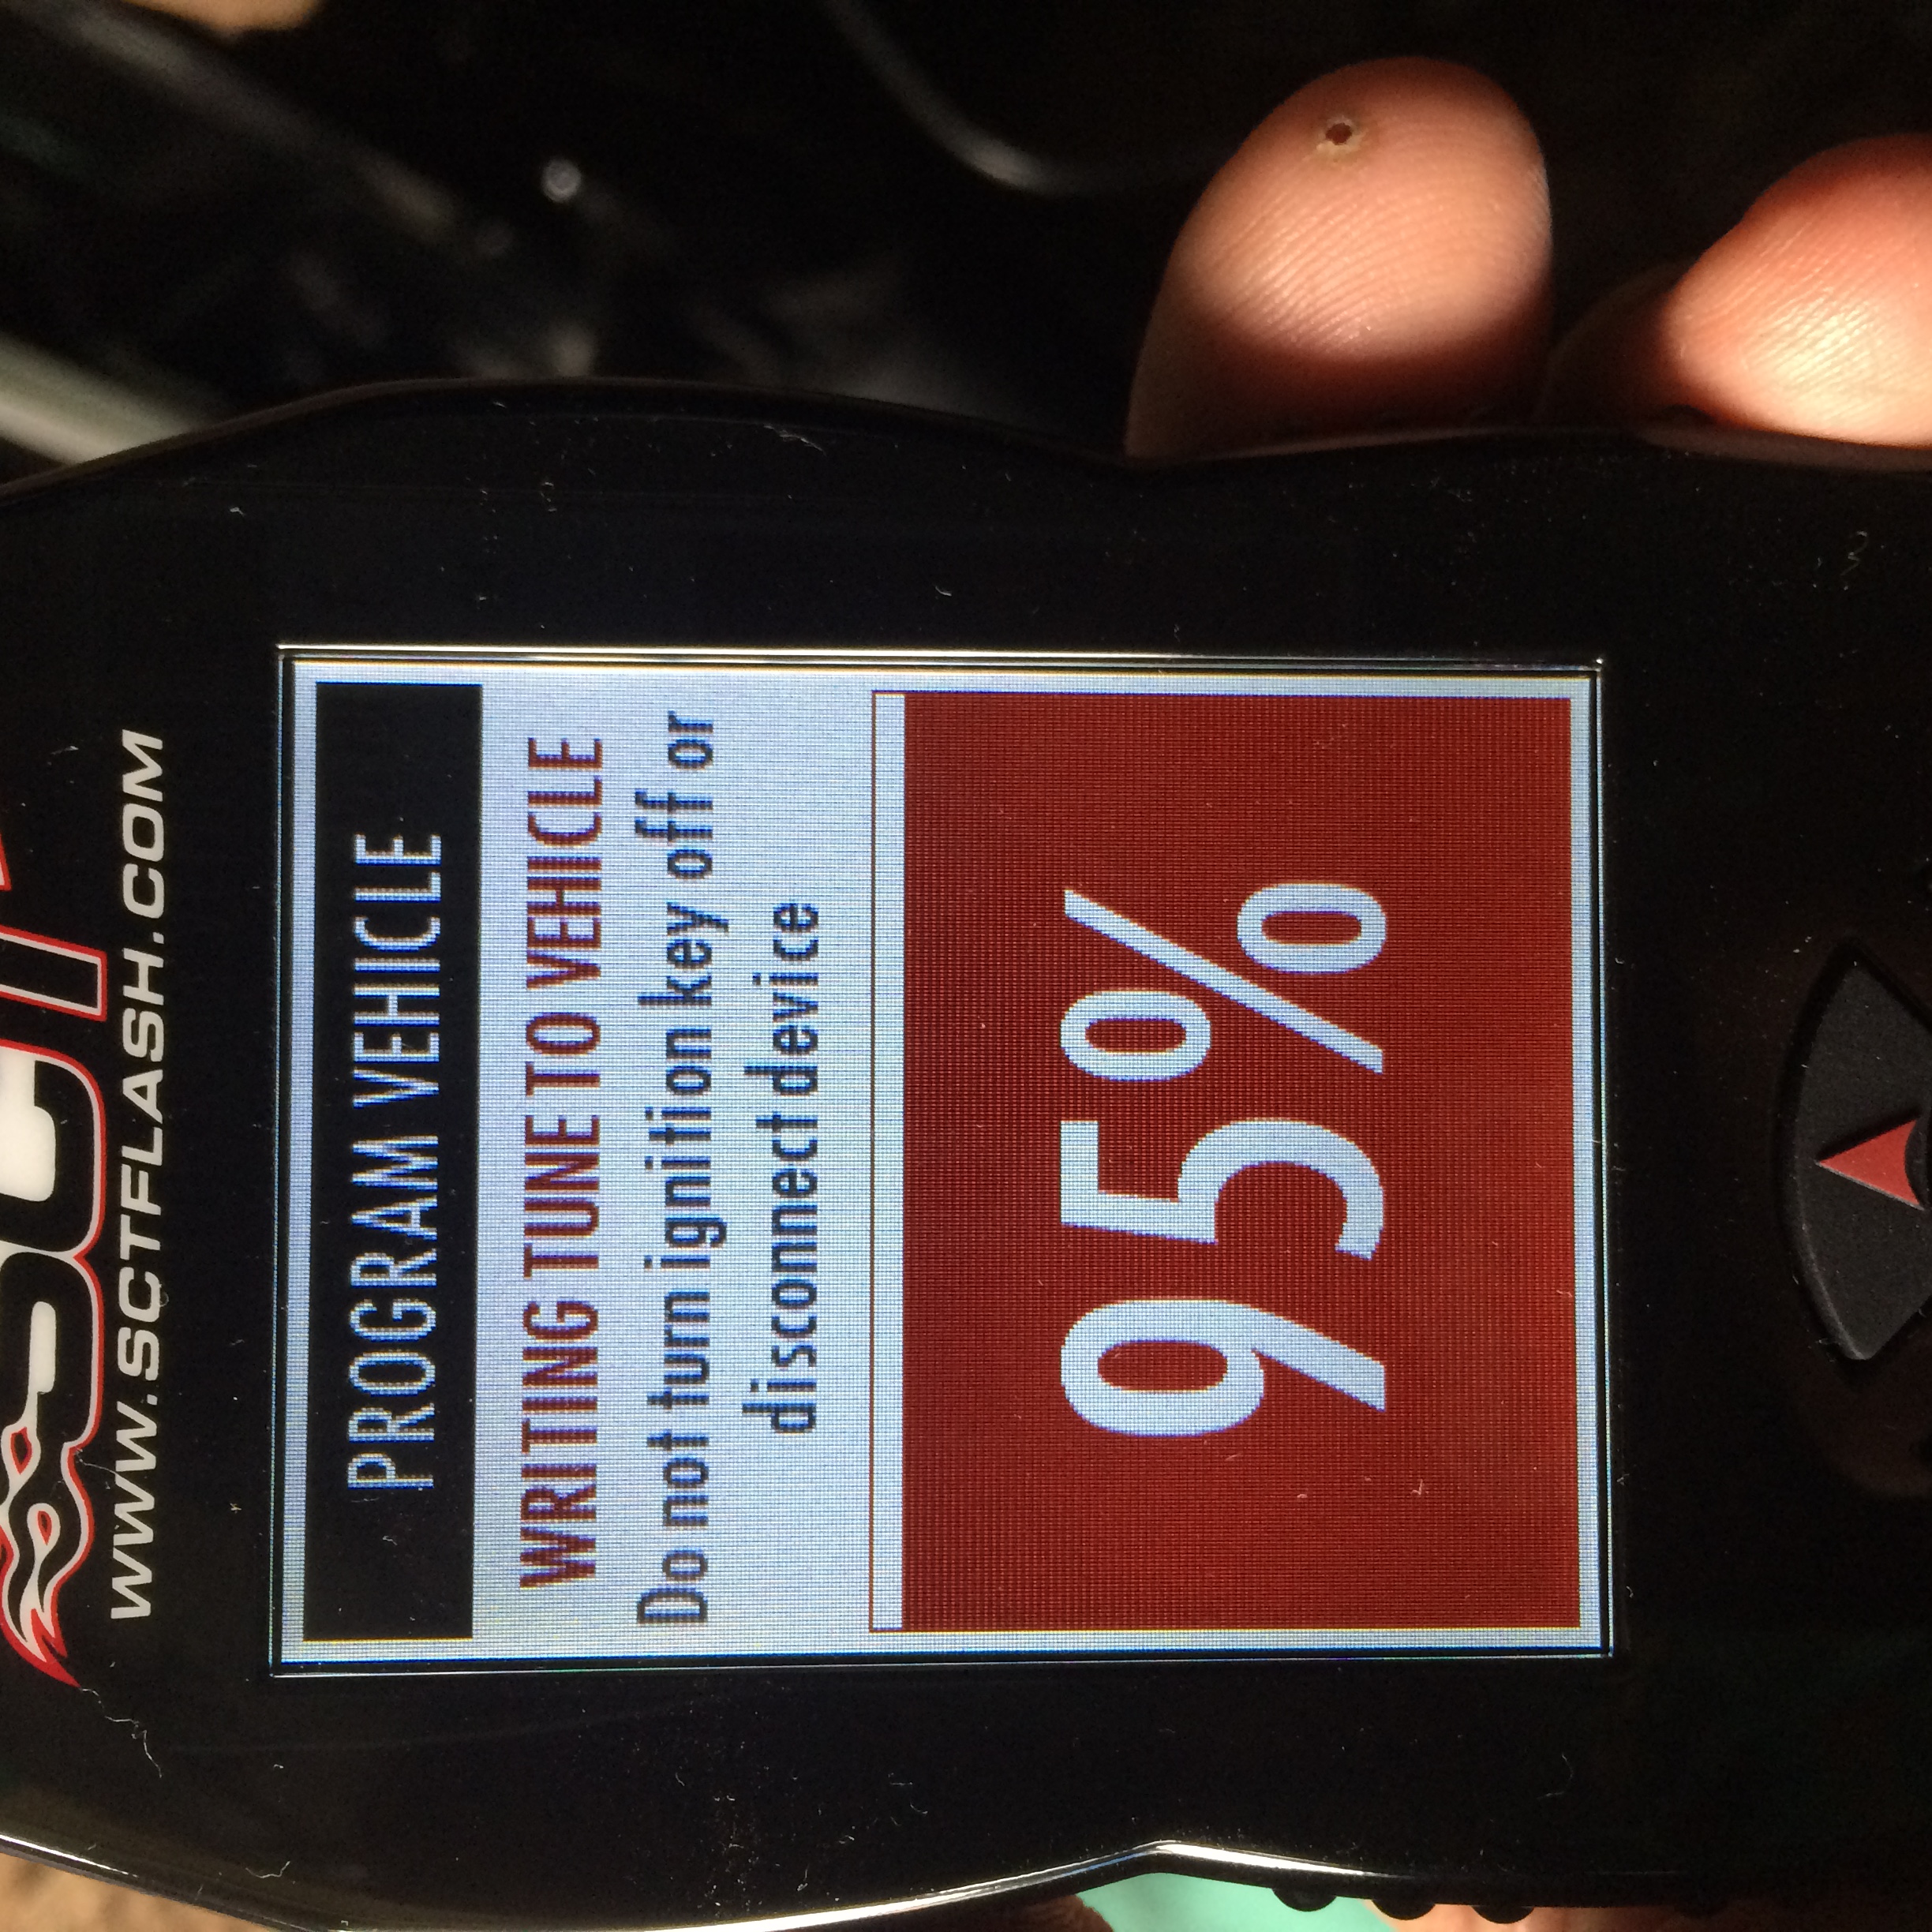 SCT
WWW.SCTFLASH.COM
PROGRAM VEHICLE
WRITING TUNE TO VEHICLE
Do not turn ignition key off or
disconnect device
95%